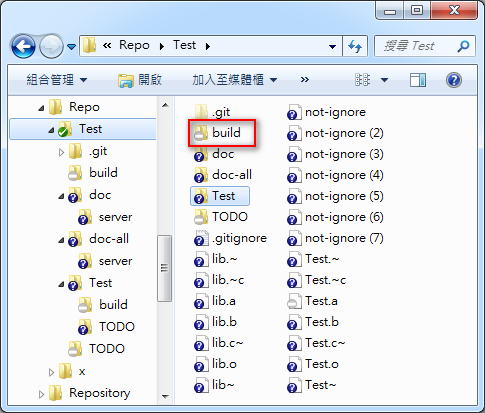 « Repo ▸ Test ▸
搜尋 Test
組合管理 ▼
開啟
加入至媒體櫃 ▼
»
Repo
Test
.git
build
doc
server
doc-all
server
Test
build
TODO
TODO
x
Repository
.git
build
doc
doc-all
Test
TODO
.gitignore
lib.~
lib.~c
lib.a
lib.b
lib.c~
lib.o
lib~
not-ignore
not-ignore (2)
not-ignore (3)
not-ignore (4)
not-ignore (5)
not-ignore (6)
not-ignore (7)
Test.~
Test.~c
Test.a
Test.b
Test.c~
Test.o
Test~